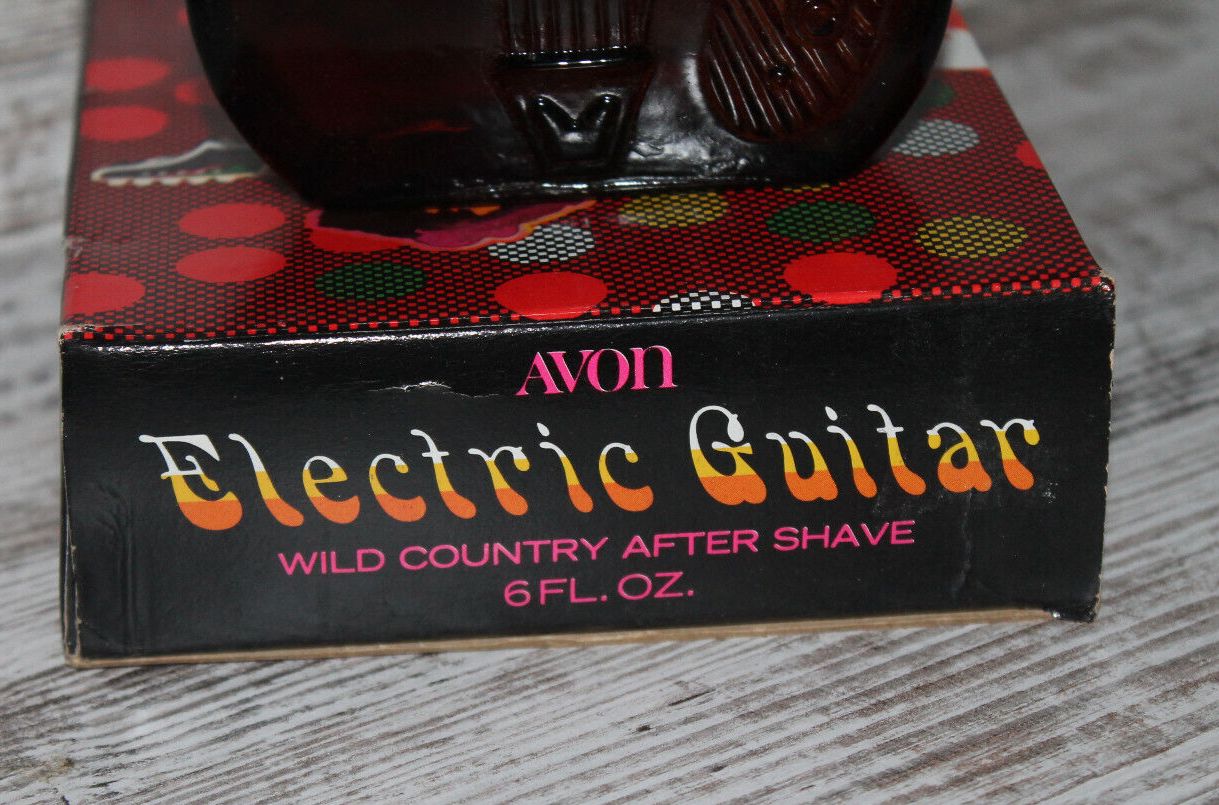 AVON
Electric Guitar
WILD COUNTRY AFTER SHAVE
6 FL. OZ.